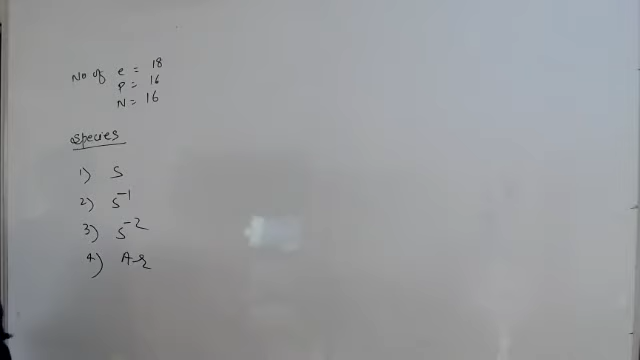 No of e = 18
P = 16
N = 16
Species
1) S
2) S⁻¹
3) S⁻²
4) Ar